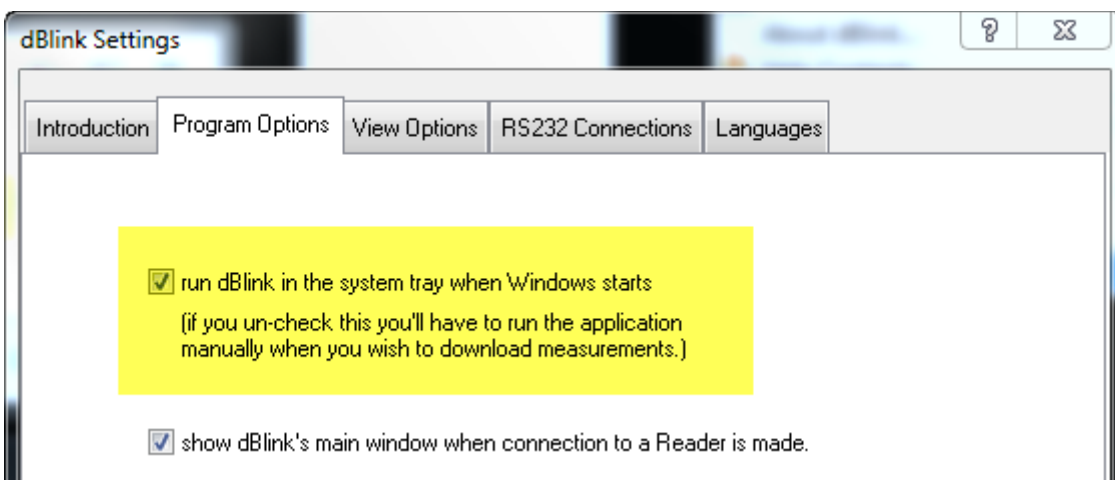 dBlink Settings
Introduction
Program Options
View Options
RS232 Connections
Languages
run dBlink in the system tray when Windows starts
(if you un-check this you'll have to run the application
manually when you wish to download measurements.)
show dBlink's main window when connection to a Reader is made.